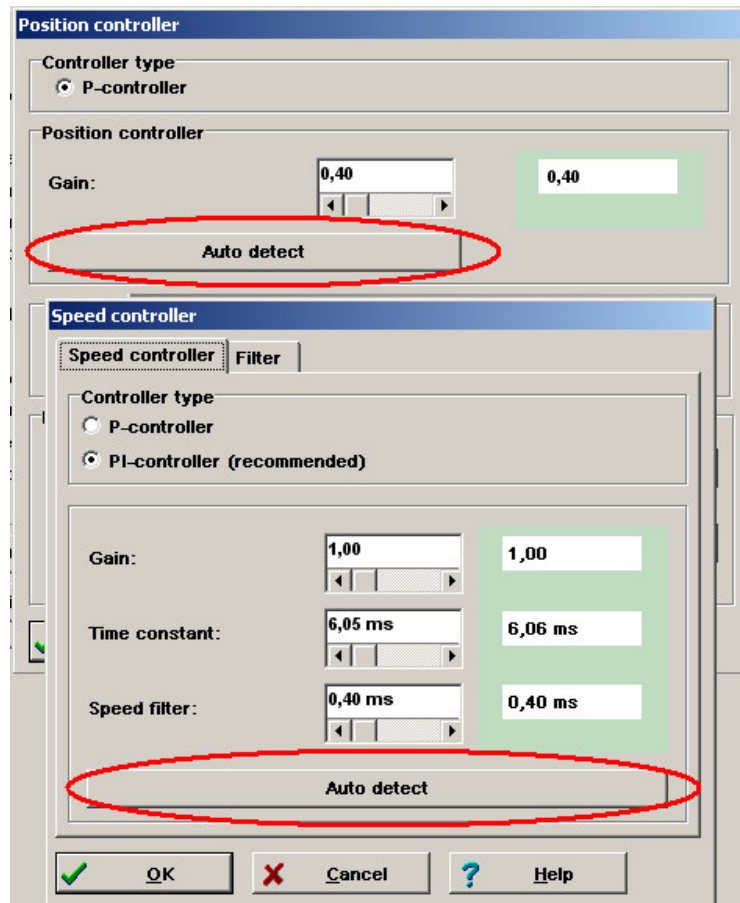 Position controller
Controller type
P-controller
Position controller
Gain:
0,40
0,40
Auto detect
Speed controller
Speed controller
Filter
Controller type
P-controller
PI-controller (recommended)
Gain:
1,00
1,00
Time constant:
6,05 ms
6,06 ms
Speed filter:
0,40 ms
0,40 ms
Auto detect
OK
Cancel
? Help